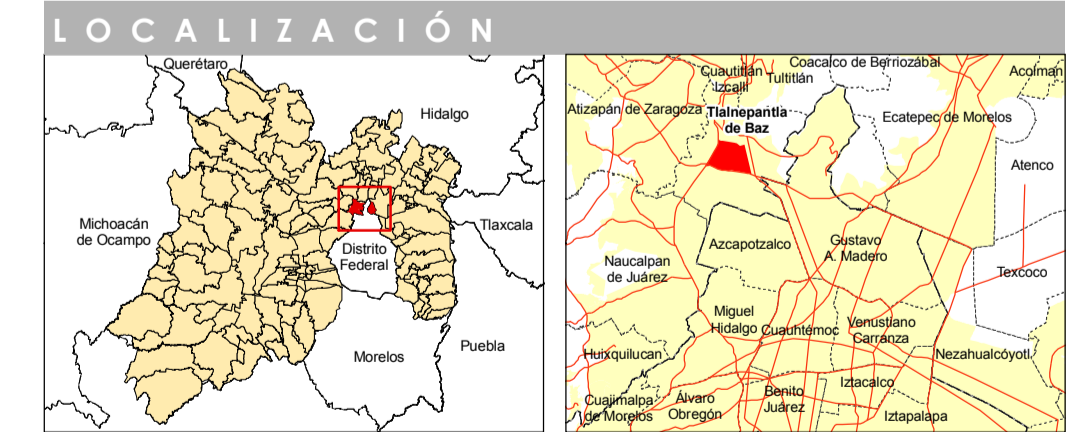 LOCALIZACIÓN
Querétaro
Hidalgo
Michoacán
de Ocampo
Tlaxcala
Distrito
Federal
Morelos
Puebla
Coacalco de Berriozábal
Cuautitlán
Izcalli
Tultitlán
Acolman
Atizapán de Zaragoza
Tlalnepantla
de Baz
Ecatepec de Morelos
Atenco
Azcapotzalco
Gustavo
A. Madero
Naucalpan
de Juárez
Texcoco
Miguel
Hidalgo
Cuauhtémoc
Venustiano
Carranza
Huixquilucan
Nezahualcóyotl
Iztacalco
Cuajimalpa
de Morelos
Álvaro
Obregón
Benito
Juárez
Iztapalapa